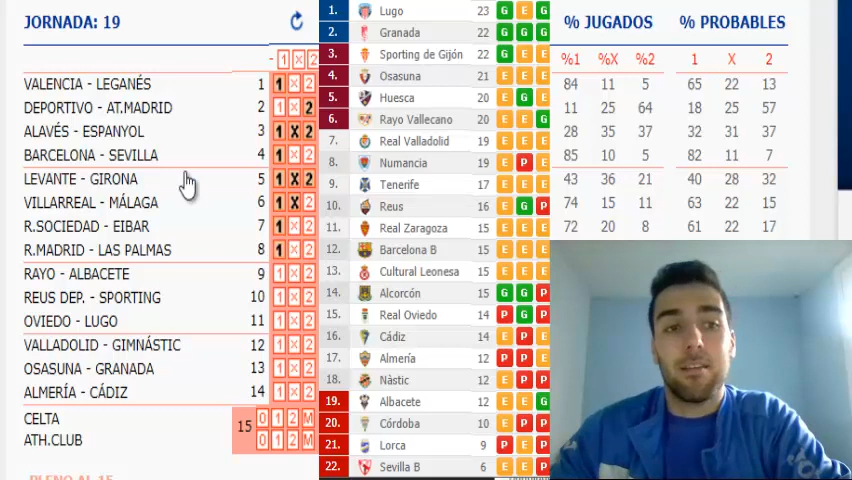 JORNADA: 19
- 1 X 2
VALENCIA - LEGANÉS 1 1 X 2
DEPORTIVO - AT.MADRID 2 1 X 2
ALAVÉS - ESPANYOL 3 1 X 2
BARCELONA - SEVILLA 4 1 X 2
LEVANTE - GIRONA 5 1 X 2
VILLARREAL - MÁLAGA 6 1 X 2
R.SOCIEDAD - EIBAR 7 1 X 2
R.MADRID - LAS PALMAS 8 1 X 2
RAYO - ALBACETE 9 1 X 2
REUS DEP. - SPORTING 10 1 X 2
OVIEDO - LUGO 11 1 X 2
VALLADOLID - GIMNÁSTIC 12 1 X 2
OSASUNA - GRANADA 13 1 X 2
ALMERÍA - CÁDIZ 14 1 X 2
CELTA 15 0 1 2 M
ATH.CLUB 0 1 2 M
PLENO AL 15
1. Lugo 23 G E G
2. Granada 22 G G G
3. Sporting de Gijón 22 G E E
4. Osasuna 21 E E E
5. Huesca 20 E G E
6. Rayo Vallecano 20 E E G
7. Real Valladolid 19 E E E
8. Numancia 19 E P E
9. Tenerife 17 E E E
10. Reus 16 E G P
11. Real Zaragoza 15 E E E
12. Barcelona B 15 E E E
13. Cultural Leonesa 15 E E E
14. Alcorcón 15 G G P
15. Real Oviedo 14 P G P
16. Cádiz 14 E P E
17. Almería 12 P P E
18. Nàstic 12 E P P
19. Albacete 12 E E G
20. Córdoba 10 E P P
21. Lorca 9 P E P
22. Sevilla B 6 E E P
% JUGADOS % PROBABLES
%1 %X %2 1 X 2
84 11 5 65 22 13
11 25 64 18 25 57
28 35 37 32 31 37
85 10 5 82 11 7
43 36 21 40 28 32
74 15 11 63 22 15
72 20 8 61 22 17